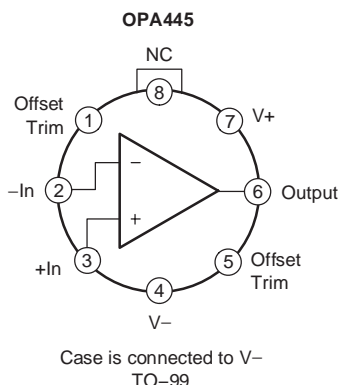 OPA445
NC
8
Offset
Trim
1
7
V+
−In
2
−
6
Output
+
+In
3
5
Offset
Trim
4
V−
Case is connected to V−
TO−99